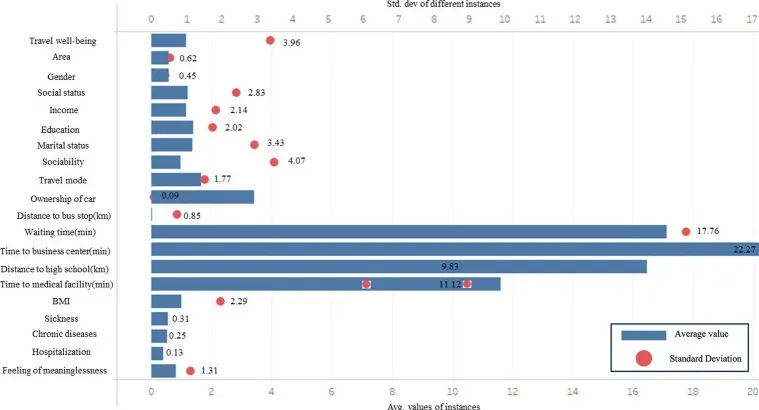 Std. dev of different instances
0 1 2 3 4 5 6 7 8 9 10 11 12 13 14 15 16 17
Travel well-being 3.96
Area 0.62
Gender 0.45
Social status 2.83
Income 2.14
Education 2.02
Marital status 3.43
Sociability 4.07
Travel mode 1.77
Ownership of car 0.09
Distance to bus stop(km) 0.85
Waiting time(min) 17.76
Time to business center(min) 22.27
Distance to high school(km) 9.83
Time to medical facility(min) 11.12
BMI 2.29
Sickness 0.31
Chronic diseases 0.25
Hospitalization 0.13
Feeling of meaninglessness 1.31
Average value
Standard Deviation
0 2 4 6 8 10 12 14 16 17 20
Avg. values of instances